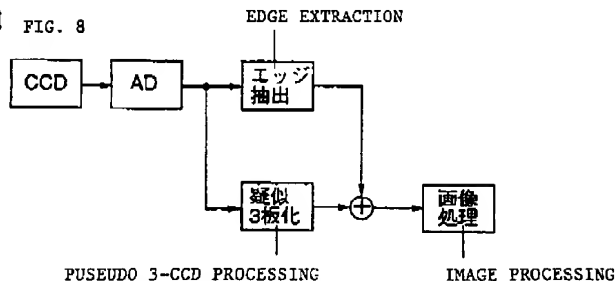 FIG. 8
EDGE EXTRACTION
CCD
AD
エッジ
抽出
疑似
3板化
画像
処理
PUSEUDO 3-CCD PROCESSING
IMAGE PROCESSING